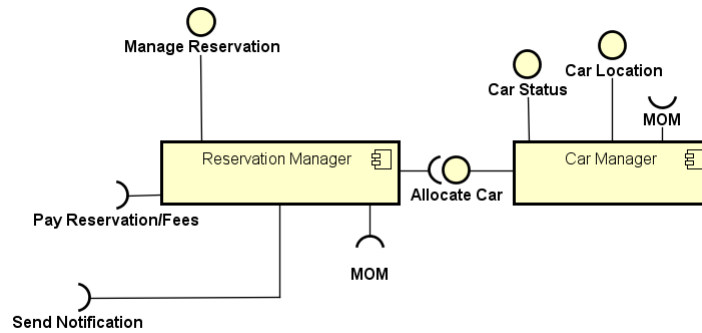 Manage Reservation
Car Location
Car Status
MOM
Reservation Manager
Car Manager
Allocate Car
Pay Reservation/Fees
MOM
Send Notification